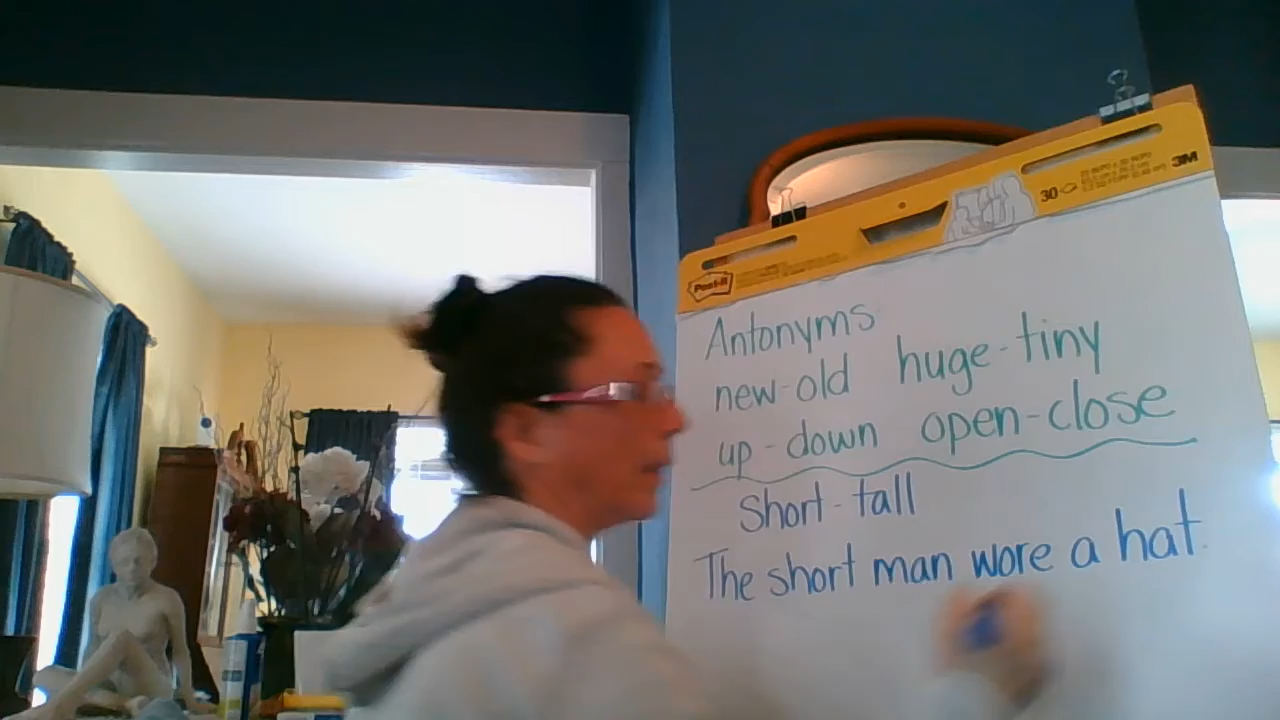 Post-it
30
3M
Antonyms
new-old huge-tiny
up-down open-close
short-tall
The short man wore a hat.